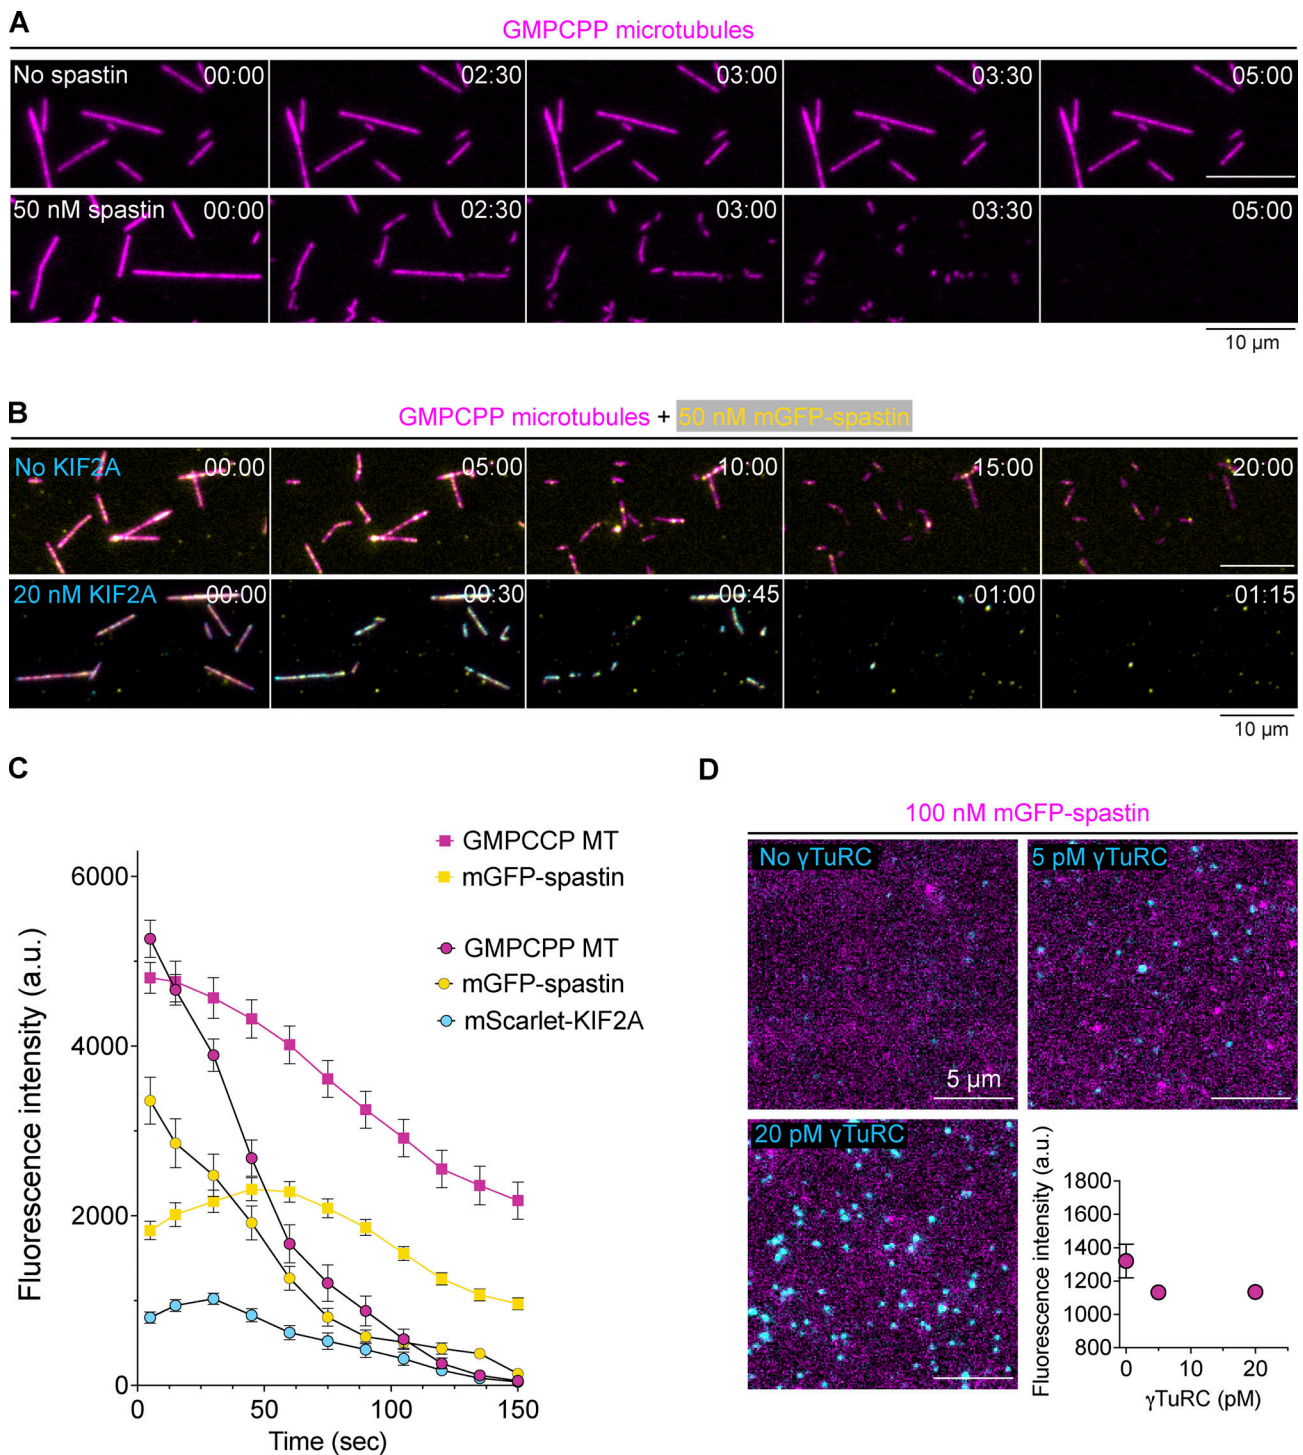 A
GMPCPP microtubules
No spastin 00:00 02:30 03:00 03:30 05:00
50 nM spastin 00:00 02:30 03:00 03:30 05:00
10 µm
B
GMPCPP microtubules + 50 nM mGFP-spastin
No KIF2A 00:00 05:00 10:00 15:00 20:00
20 nM KIF2A 00:00 00:30 00:45 01:00 01:15
10 µm
C
GMPCCP MT
mGFP-spastin
GMPCPP MT
mGFP-spastin
mScarlet-KIF2A
Fluorescence intensity (a.u.)
6000
4000
2000
0
0 50 100 150
Time (sec)
D
100 nM mGFP-spastin
No γTuRC
5 µm
5 pM γTuRC
20 pM γTuRC
Fluorescence intensity (a.u.)
1800
1600
1400
1200
1000
800
0 10 20
γTuRC (pM)